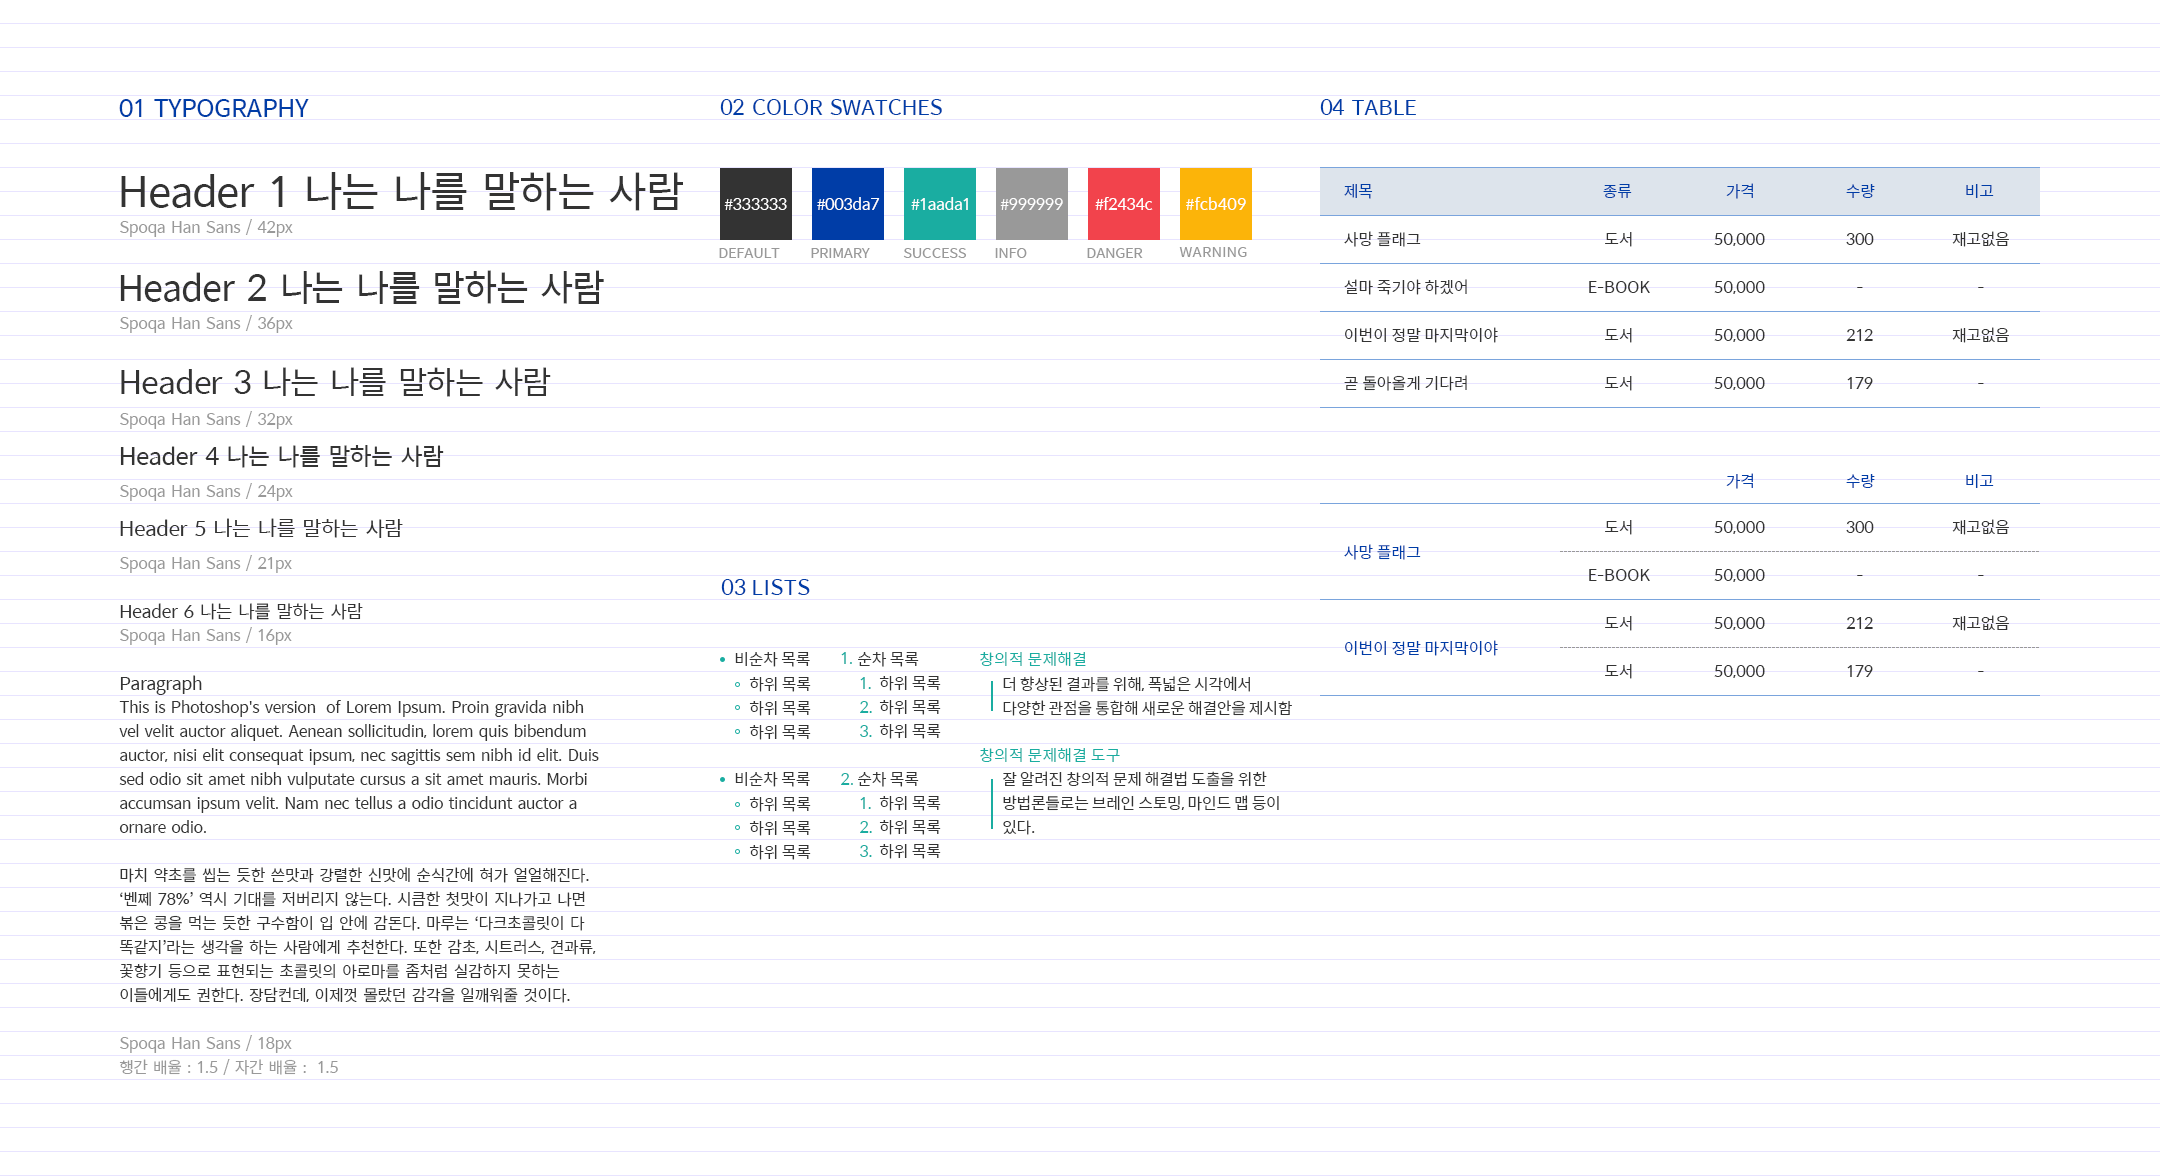 01 TYPOGRAPHY
Header 1 나는 나를 말하는 사람
Spoqa Han Sans / 42px
Header 2 나는 나를 말하는 사람
Spoqa Han Sans / 36px
Header 3 나는 나를 말하는 사람
Spoqa Han Sans / 32px
Header 4 나는 나를 말하는 사람
Spoqa Han Sans / 24px
Header 5 나는 나를 말하는 사람
Spoqa Han Sans / 21px
Header 6 나는 나를 말하는 사람
Spoqa Han Sans / 16px
Paragraph
This is Photoshop's version  of Lorem Ipsum. Proin gravida nibh
vel velit auctor aliquet. Aenean sollicitudin, lorem quis bibendum
auctor, nisi elit consequat ipsum, nec sagittis sem nibh id elit. Duis
sed odio sit amet nibh vulputate cursus a sit amet mauris. Morbi
accumsan ipsum velit. Nam nec tellus a odio tincidunt auctor a
ornare odio.
마치 약초를 씹는 듯한 쓴맛과 강렬한 신맛에 순식간에 혀가 얼얼해진다.
‘벤쩨 78%’ 역시 기대를 저버리지 않는다. 시큼한 첫맛이 지나가고 나면
볶은 콩을 먹는 듯한 구수함이 입 안에 감돈다. 마루는 ‘다크초콜릿이 다
똑같지’라는 생각을 하는 사람에게 추천한다. 또한 감초, 시트러스, 견과류,
꽃향기 등으로 표현되는 초콜릿의 아로마를 좀처럼 실감하지 못하는
이들에게도 권한다. 장담컨데, 이제껏 몰랐던 감각을 일깨워줄 것이다.
Spoqa Han Sans / 18px
행간 배율 : 1.5 / 자간 배율 :  1.5
02 COLOR SWATCHES
#333333 #003da7 #1aada1 #999999 #f2434c #fcb409
DEFAULT PRIMARY SUCCESS INFO DANGER WARNING
03 LISTS
• 비순차 목록
◦ 하위 목록
◦ 하위 목록
◦ 하위 목록
• 비순차 목록
◦ 하위 목록
◦ 하위 목록
◦ 하위 목록
1. 순차 목록
1. 하위 목록
2. 하위 목록
3. 하위 목록
2. 순차 목록
1. 하위 목록
2. 하위 목록
3. 하위 목록
창의적 문제해결
더 향상된 결과를 위해, 폭넓은 시각에서
다양한 관점을 통합해 새로운 해결안을 제시함
창의적 문제해결 도구
잘 알려진 창의적 문제 해결법 도출을 위한
방법론들로는 브레인 스토밍, 마인드 맵 등이
있다.
04 TABLE
제목 종류 가격 수량 비고
사망 플래그 도서 50,000 300 재고없음
설마 죽기야 하겠어 E-BOOK 50,000 - -
이번이 정말 마지막이야 도서 50,000 212 재고없음
곧 돌아올게 기다려 도서 50,000 179 -
가격 수량 비고
도서 50,000 300 재고없음
사망 플래그
E-BOOK 50,000 - -
도서 50,000 212 재고없음
이번이 정말 마지막이야
도서 50,000 179 -